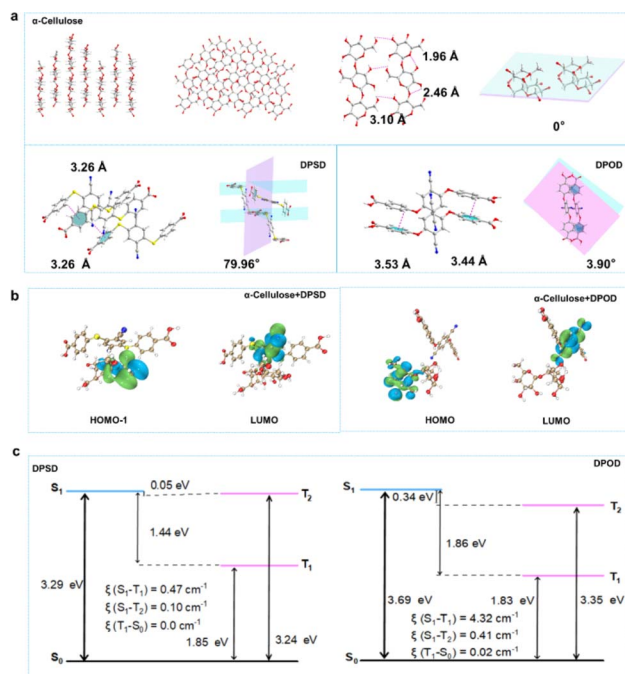 a
α-Cellulose
1.96 Å
2.46 Å
3.10 Å
0°
DPSD
3.26 Å
3.26 Å
79.96°
DPOD
3.53 Å
3.44 Å
3.90°
b
α-Cellulose+DPSD
HOMO-1
LUMO
α-Cellulose+DPOD
HOMO
LUMO
c
DPSD
S₁
0.05 eV
T₂
1.44 eV
T₁
3.29 eV
ξ (S₁-T₁) = 0.47 cm⁻¹
ξ (S₁-T₂) = 0.10 cm⁻¹
ξ (T₁-S₀) = 0.0 cm⁻¹
1.85 eV
3.24 eV
S₀
DPOD
S₁
0.34 eV
T₂
1.86 eV
T₁
3.69 eV
1.83 eV
3.35 eV
ξ (S₁-T₁) = 4.32 cm⁻¹
ξ (S₁-T₂) = 0.41 cm⁻¹
ξ (T₁-S₀) = 0.02 cm⁻¹
S₀